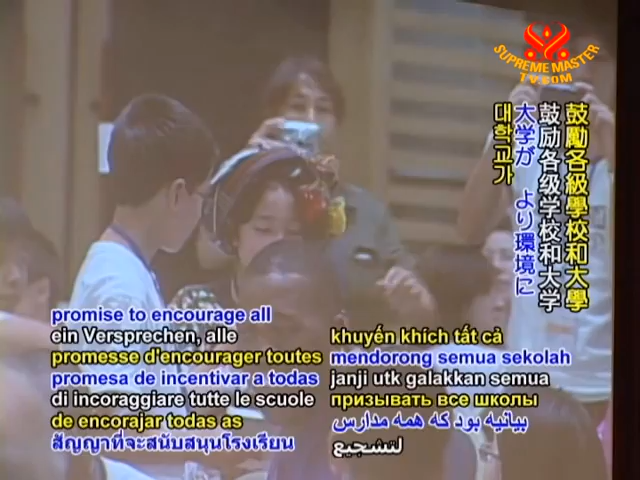 SUPREME MASTER
TV.COM
鼓勵各級學校和大學
鼓励各级学校和大学
大学が より環境に
대학교가
promise to encourage all
ein Versprechen, alle
promesse d'encourager toutes
promesa de incentivar a todas
di incoraggiare tutte le scuole
de encorajar todas as
สัญญาที่จะสนับสนุนโรงเรียน
khuyến khích tất cả
mendorong semua sekolah
janji utk galakkan semua
призывать все школы
بیانیه بود که همه مدارس
لتشجيع